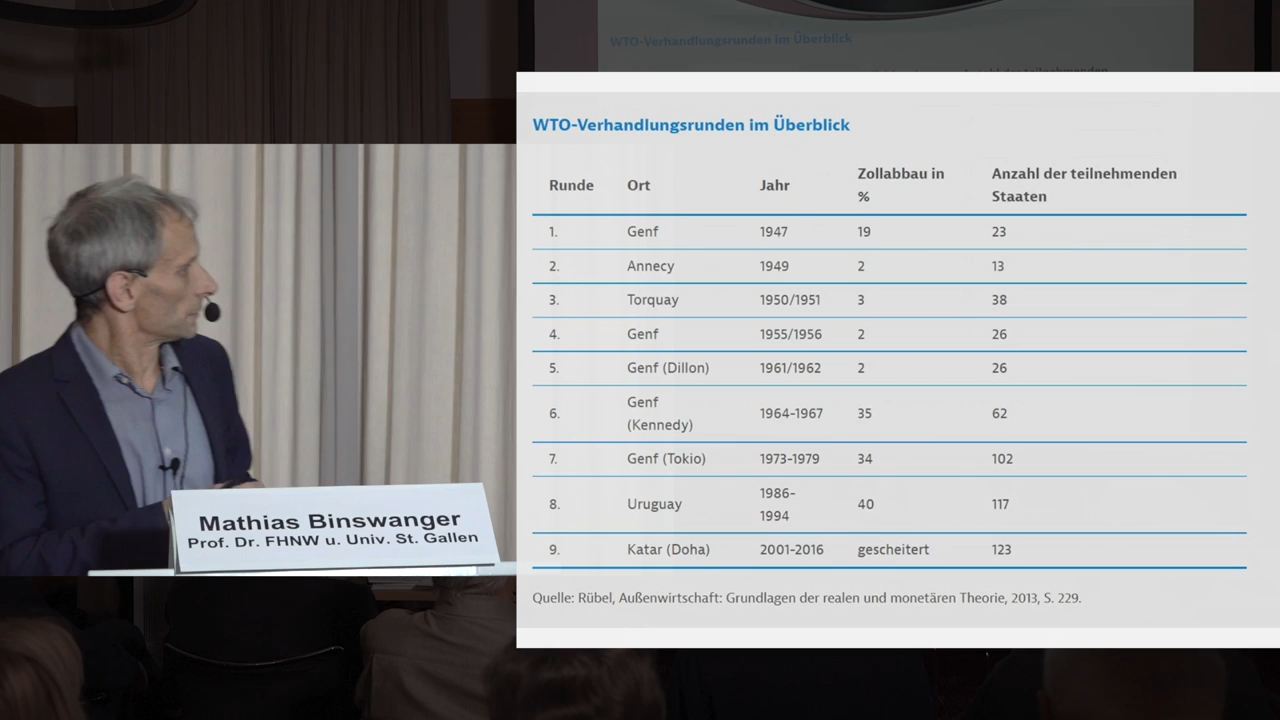 WTO-Verhandlungsrunden im Überblick
WTO-Verhandlungsrunden im Überblick
Runde Ort Jahr Zollabbau in % Anzahl der teilnehmenden Staaten
1. Genf 1947 19 23
2. Annecy 1949 2 13
3. Torquay 1950/1951 3 38
4. Genf 1955/1956 2 26
5. Genf (Dillon) 1961/1962 2 26
6. Genf (Kennedy) 1964-1967 35 62
7. Genf (Tokio) 1973-1979 34 102
8. Uruguay 1986-1994 40 117
9. Katar (Doha) 2001-2016 gescheitert 123
Quelle: Rübel, Außenwirtschaft: Grundlagen der realen und monetären Theorie, 2013, S. 229.
Mathias Binswanger
Prof. Dr. FHNW u. Univ. St. Gallen